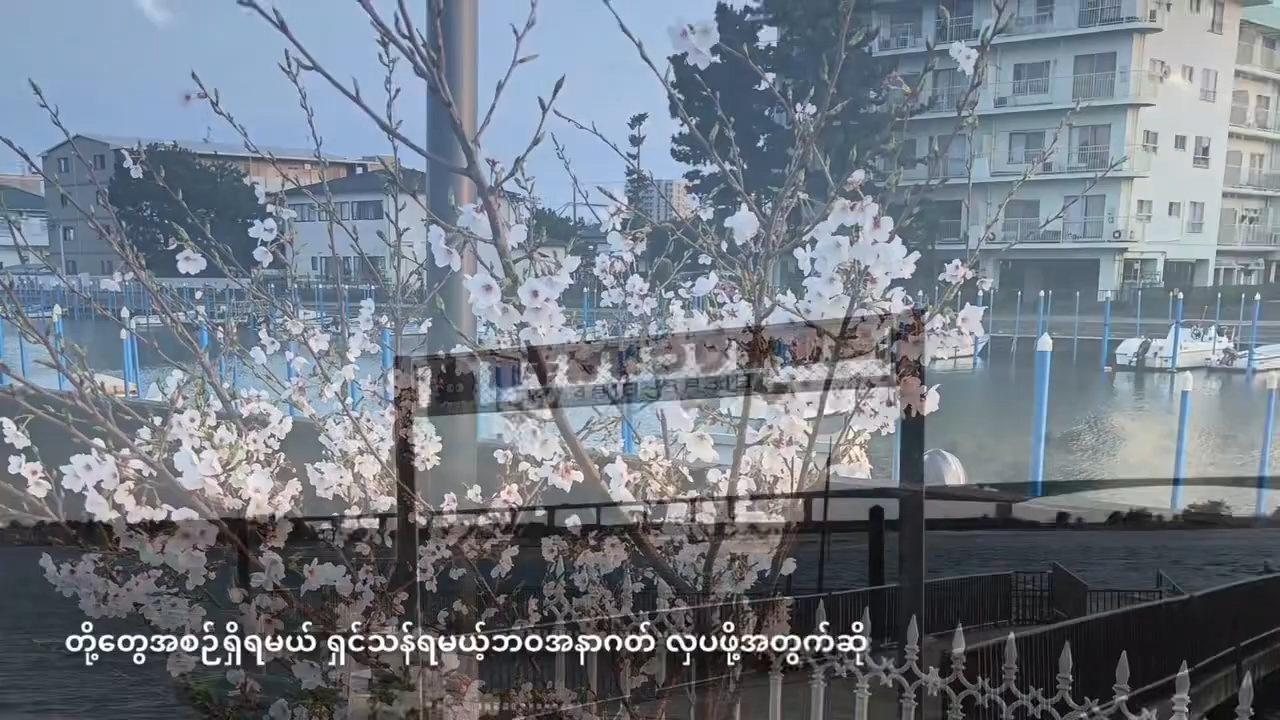 တို့တွေအစဉ်ရှိရမယ် ရှင်သန်ရမယ့်ဘဝအနာဂတ် လှပဖို့အတွက်ဆို